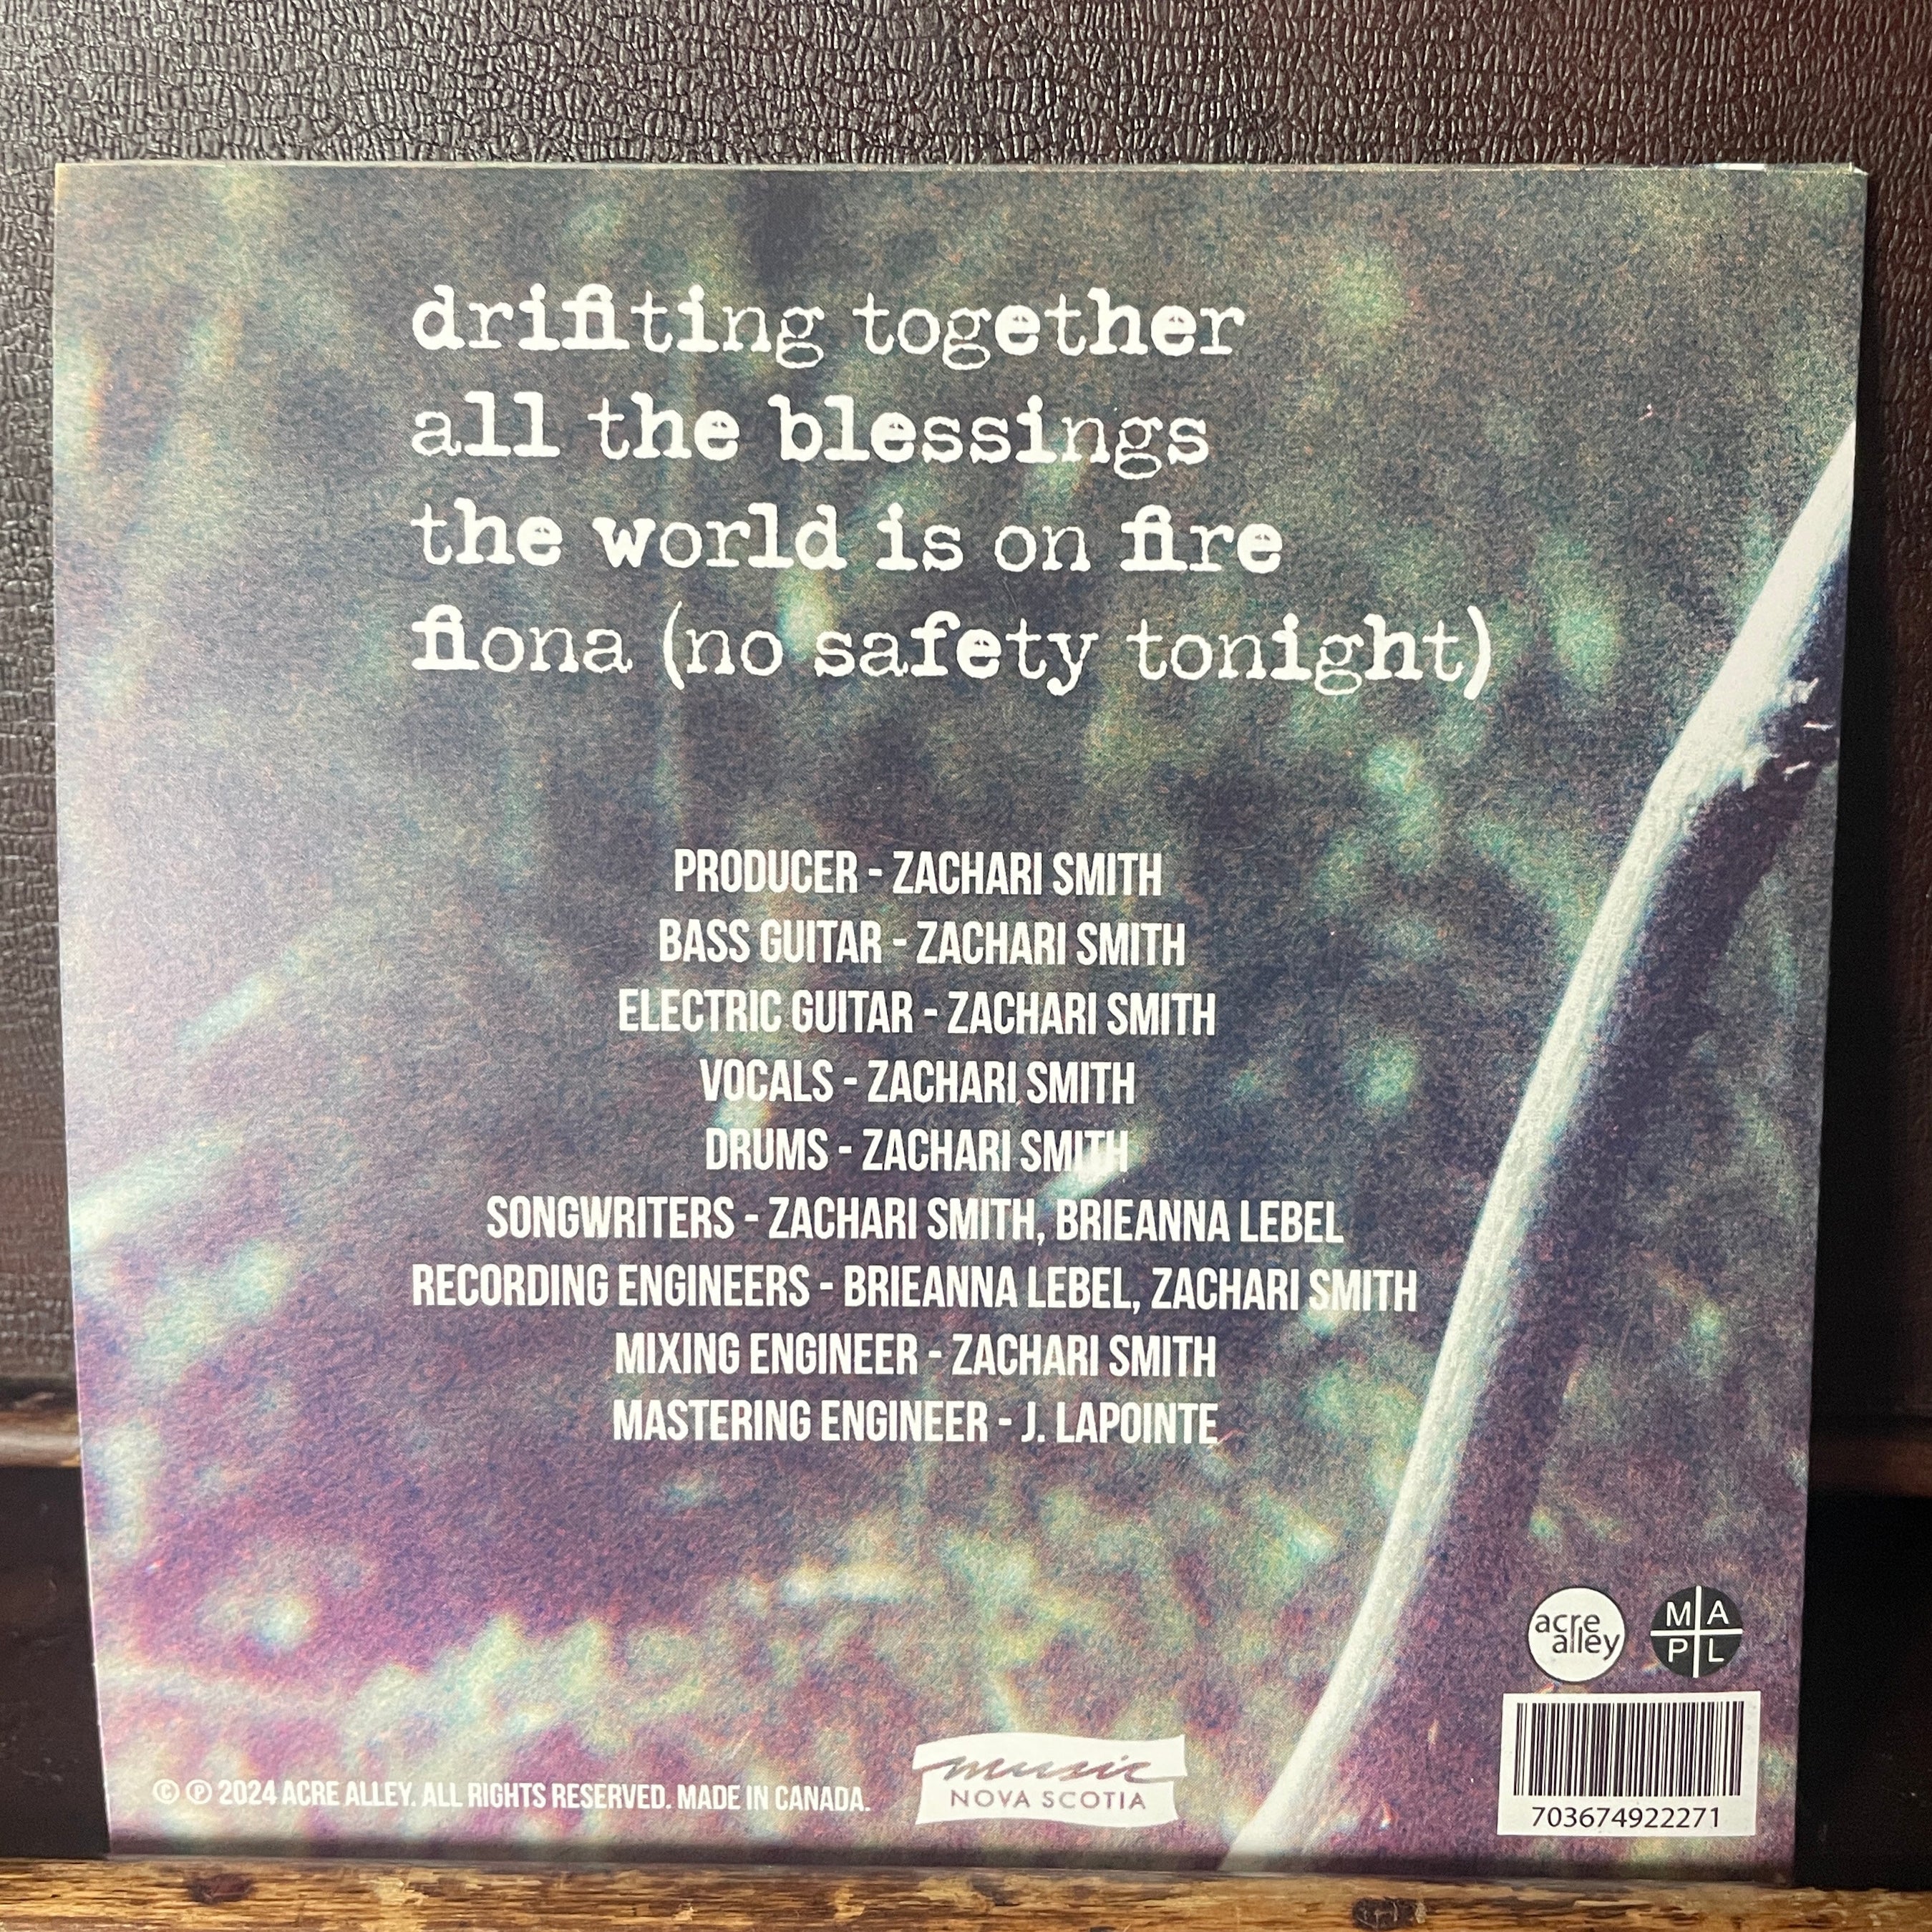 drifting together
all the blessings
the world is on fire
fiona (no safety tonight)
PRODUCER - ZACHARI SMITH
BASS GUITAR - ZACHARI SMITH
ELECTRIC GUITAR - ZACHARI SMITH
VOCALS - ZACHARI SMITH
DRUMS - ZACHARI SMITH
SONGWRITERS - ZACHARI SMITH, BRIEANNA LEBEL
RECORDING ENGINEERS - BRIEANNA LEBEL, ZACHARI SMITH
MIXING ENGINEER - ZACHARI SMITH
MASTERING ENGINEER - J. LAPOINTE
acre
alley
M A
P L
© ℗ 2024 ACRE ALLEY. ALL RIGHTS RESERVED. MADE IN CANADA.
music
NOVA SCOTIA
703674922271